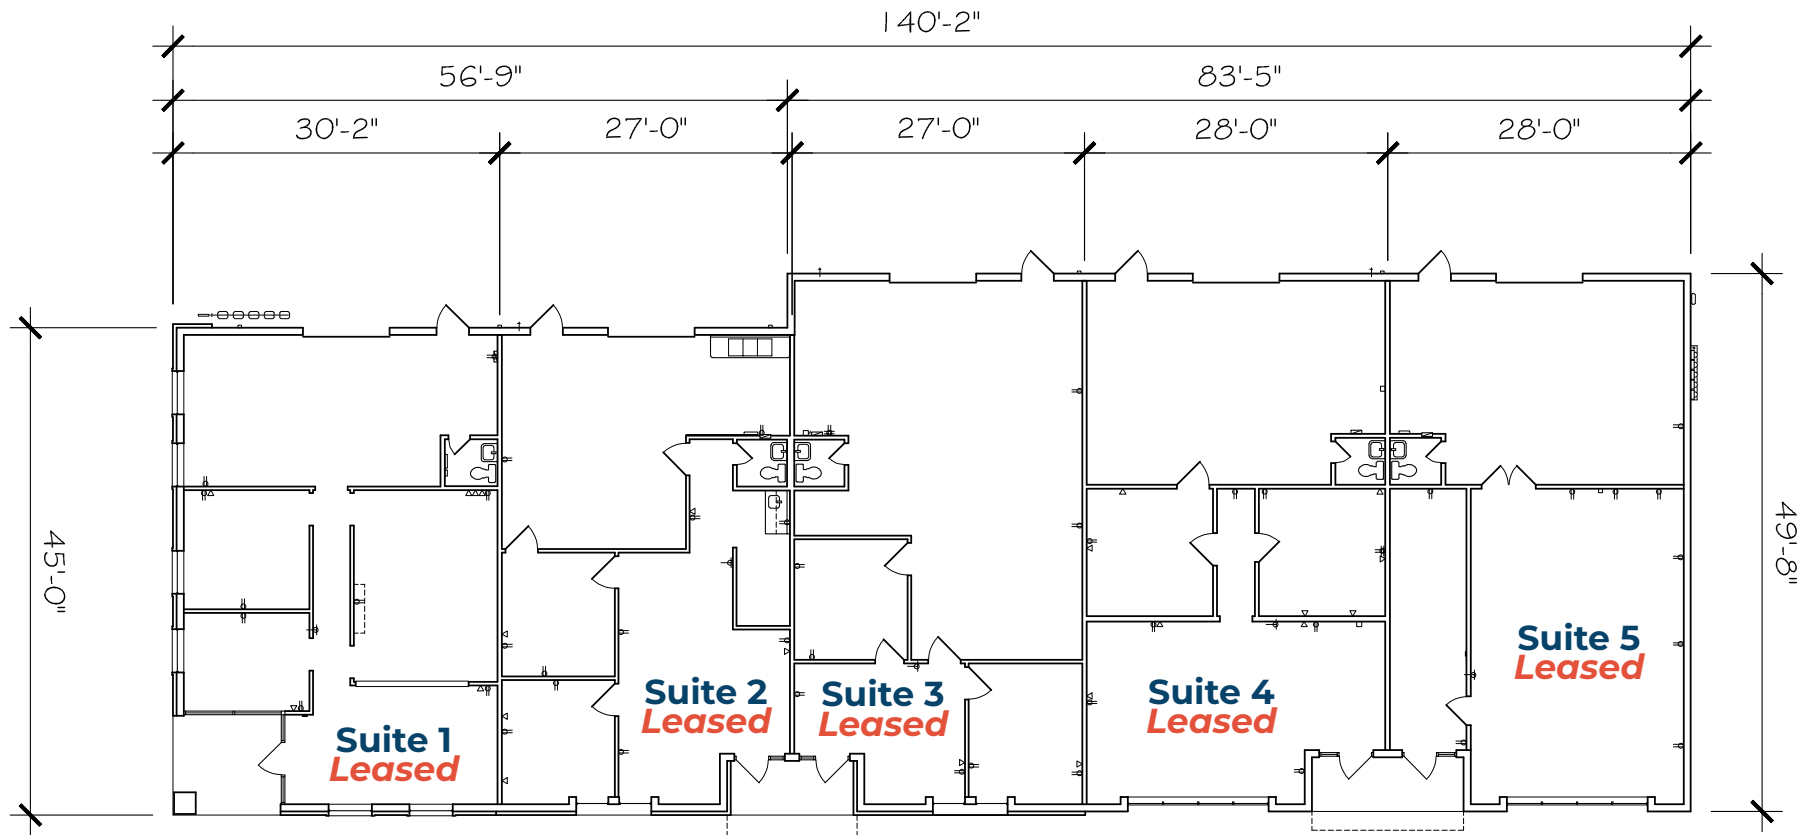 140'-2"
56'-9"
83'-5"
30'-2"
27'-0"
27'-0"
28'-0"
28'-0"
45'-0"
49'-8"
Suite 1
Leased
Suite 2
Leased
Suite 3
Leased
Suite 4
Leased
Suite 5
Leased